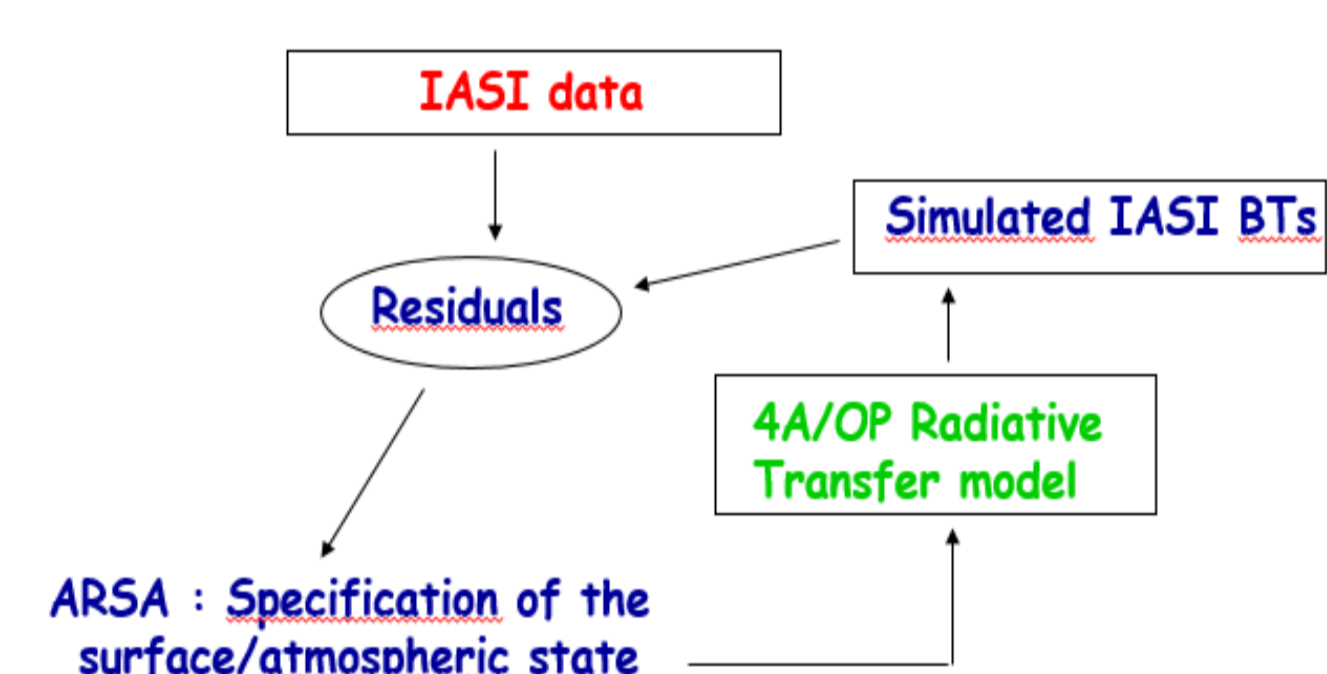 IASI data
Simulated IASI BTs
Residuals
4A/OP Radiative
Transfer model
ARSA : Specification of the
surface/atmospheric state